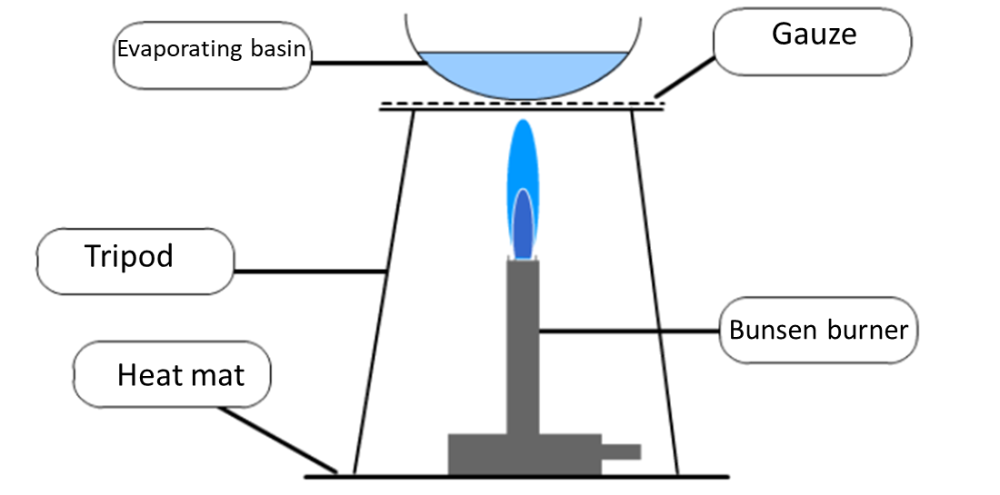 Evaporating basin
Gauze
Tripod
Bunsen burner
Heat mat